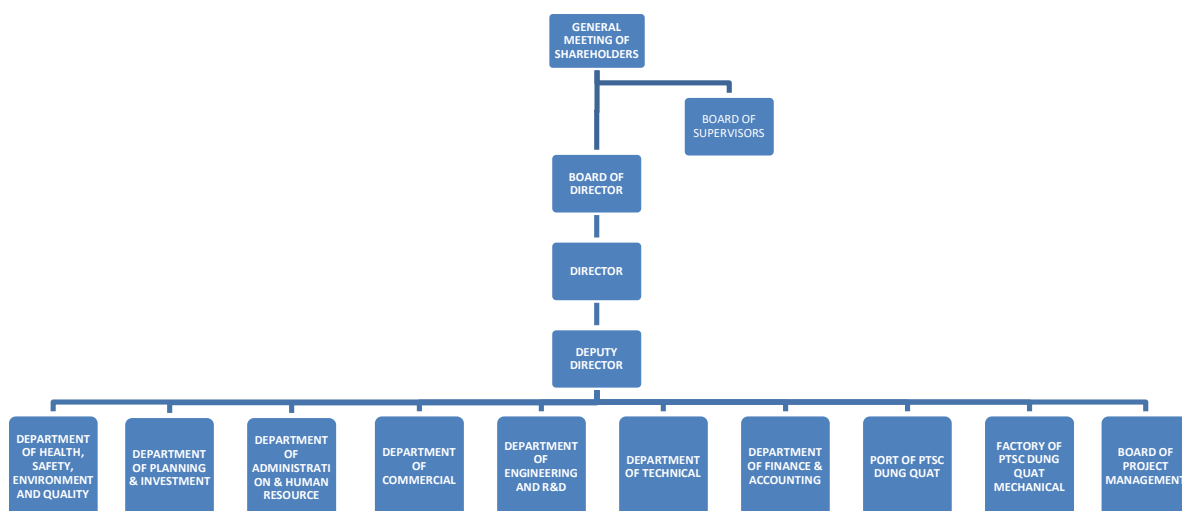 GENERAL
MEETING OF
SHAREHOLDERS
BOARD OF
SUPERVISORS
BOARD OF
DIRECTOR
DIRECTOR
DEPUTY
DIRECTOR
DEPARTMENT
OF HEALTH,
SAFETY,
ENVIRONMENT
AND QUALITY
DEPARTMENT
OF PLANNING
& INVESTMENT
DEPARTMENT
OF
ADMINISTRATI
ON & HUMAN
RESOURCE
DEPARTMENT
OF
COMMERCIAL
DEPARTMENT
OF
ENGINEERING
AND R&D
DEPARTMENT
OF TECHNICAL
DEPARTMENT
OF FINANCE &
ACCOUNTING
PORT OF PTSC
DUNG QUAT
FACTORY OF
PTSC DUNG
QUAT
MECHANICAL
BOARD OF
PROJECT
MANAGEMENT